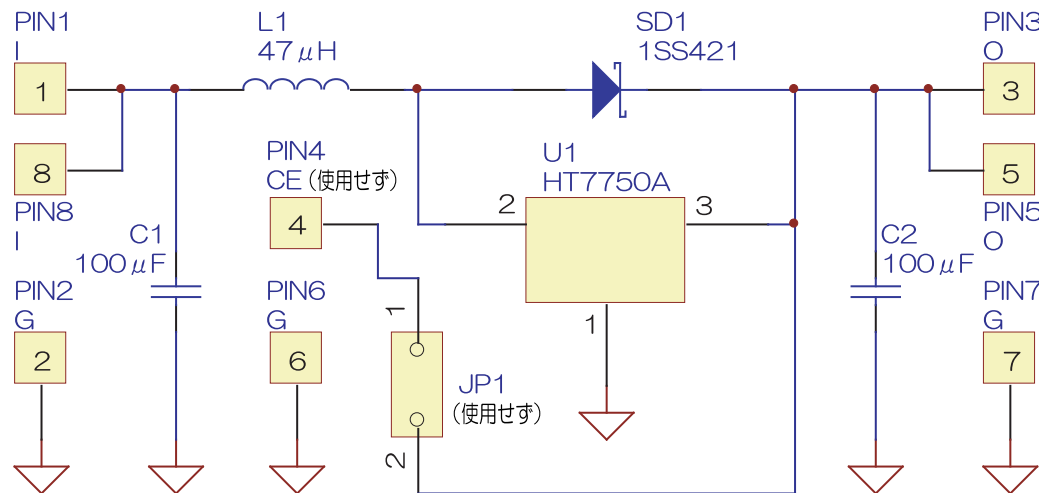 PIN1
I
1
8
PIN8
I
PIN2
G
2
C1
100μF
L1
47μH
PIN4
CE (使用せず)
4
PIN6
G
6
1
JP1
(使用せず)
2
SD1
1SS421
U1
HT7750A
2
3
1
C2
100μF
PIN3
O
3
5
PIN5
O
PIN7
G
7